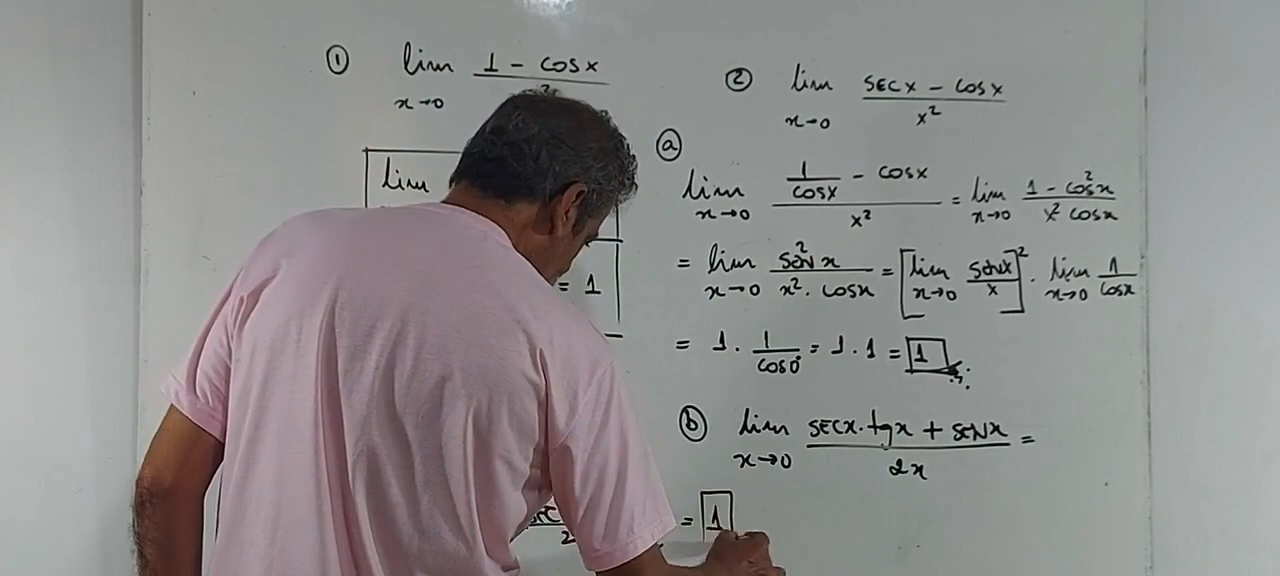 ① lim x→0 1 - cosx
② lim x→0 secx - cosx / x²
lim
= 1
ⓐ
lim x→0 (1/cosx - cosx) / x² = lim x→0 1 - cos²x / x² cosx
= lim x→0 sen²x / x² . cosx = [lim x→0 senx / x]² . lim x→0 1 / cosx
= 1 . 1 / cos0° = 1 . 1 = 1
ⓑ lim x→0 secx . tgx + senx / 2x =
= 1